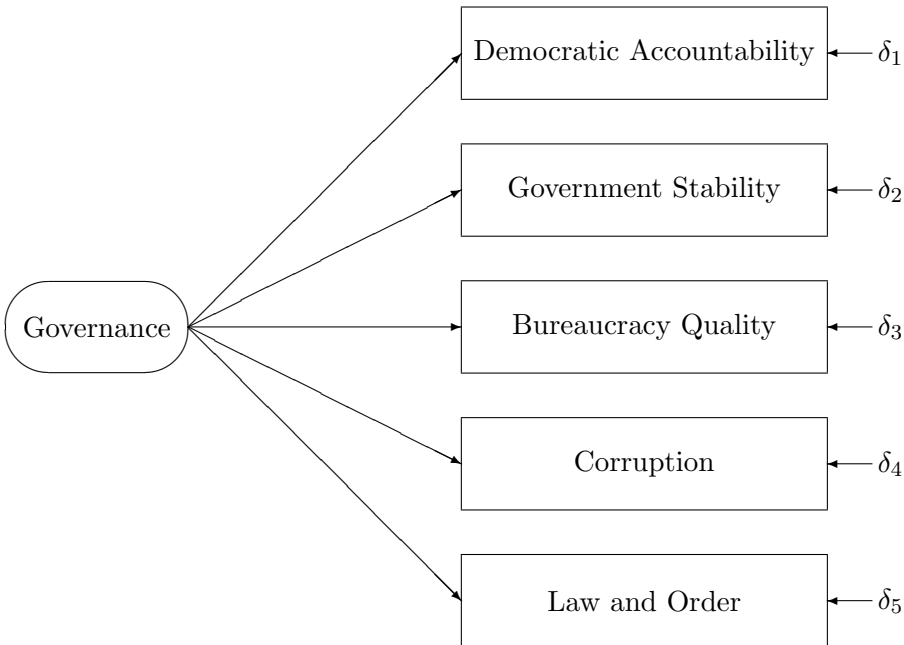 Democratic Accountability
δ1
Government Stability
δ2
Governance
Bureaucracy Quality
δ3
Corruption
δ4
Law and Order
δ5